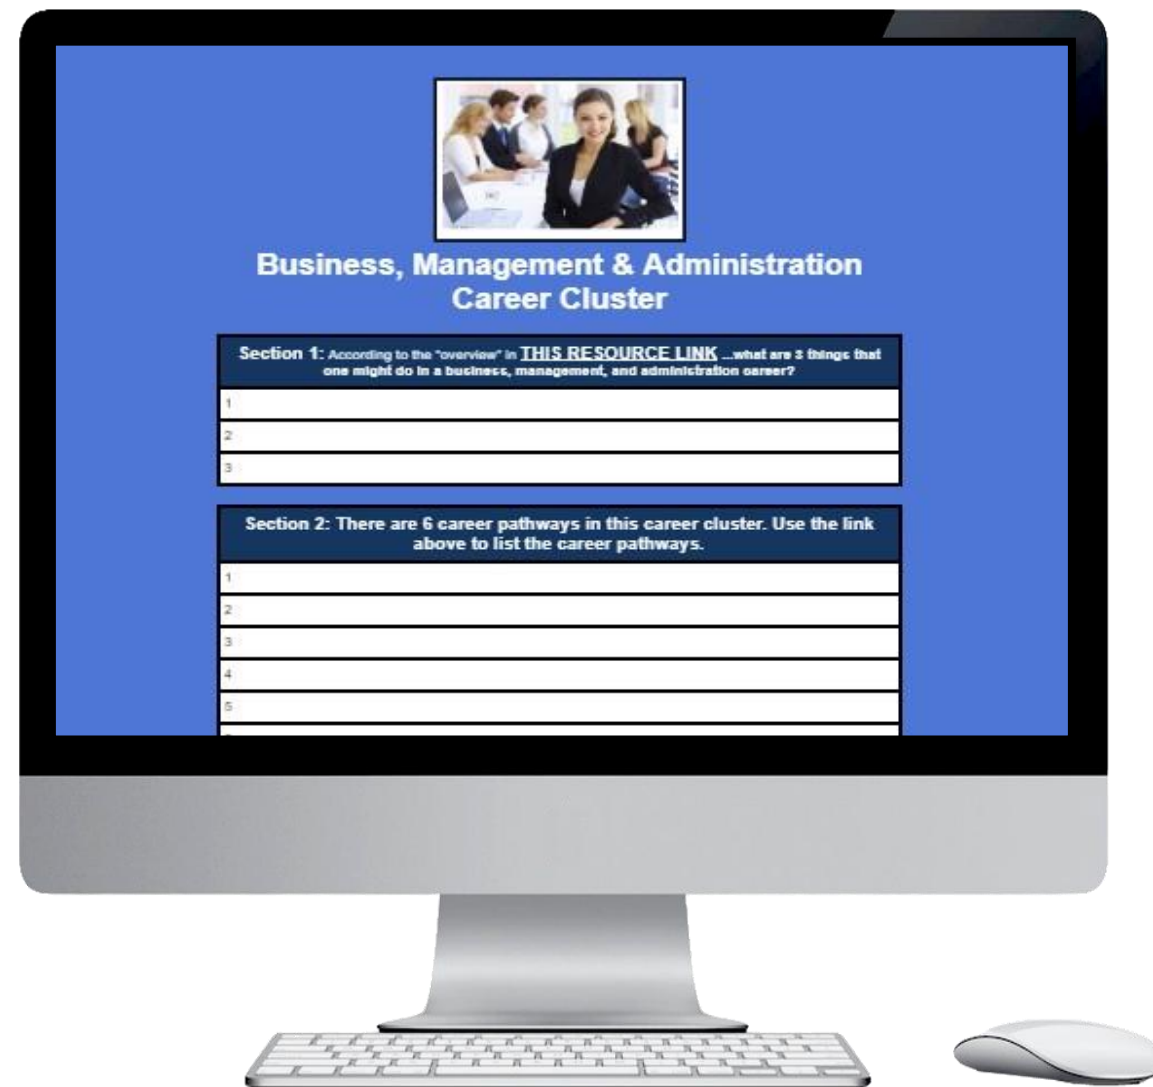 Business, Management & Administration
Career Cluster
Section 1: According to the "overview" in THIS RESOURCE LINK ...what are 3 things that
one might do in a business, management, and administration career?
1
2
3
Section 2: There are 6 career pathways in this career cluster. Use the link
above to list the career pathways.
1
2
3
4
5